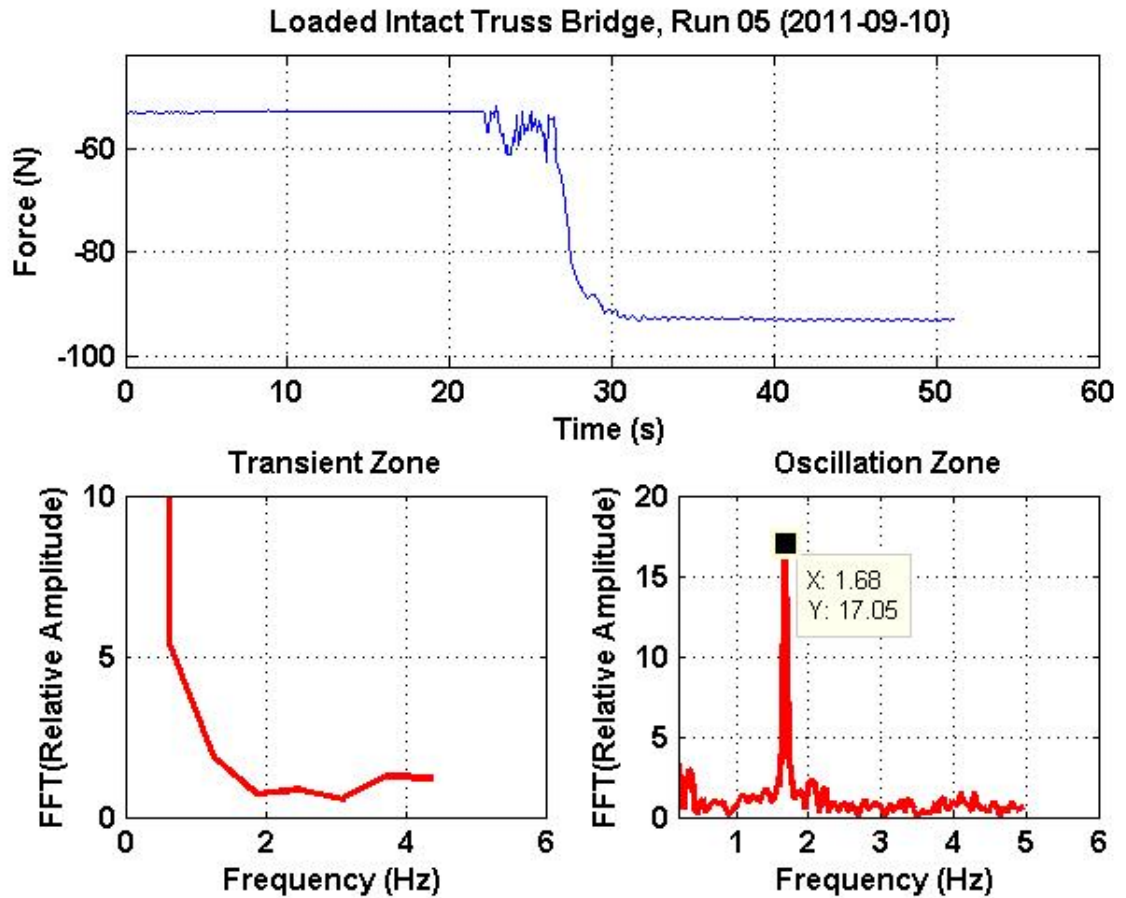 Loaded Intact Truss Bridge, Run 05 (2011-09-10)
Force (N)
-60
-80
-100
0 10 20 30 40 50 60
Time (s)
Transient Zone
FFT(Relative Amplitude)
10
5
0
0 2 4 6
Frequency (Hz)
Oscillation Zone
FFT(Relative Amplitude)
20
15
10
5
0
X: 1.68
Y: 17.05
1 2 3 4 5 6
Frequency (Hz)